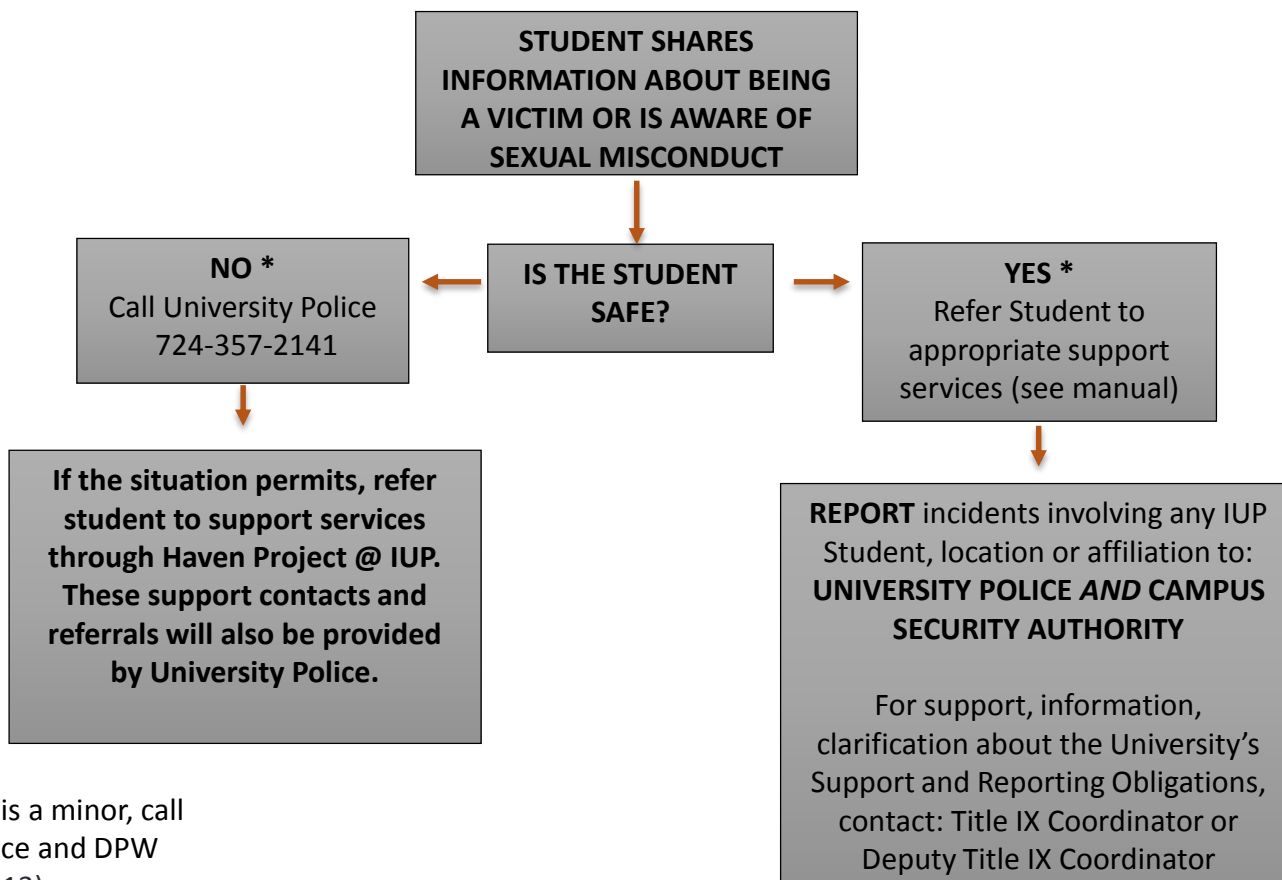 STUDENT SHARES
INFORMATION ABOUT BEING
A VICTIM OR IS AWARE OF
SEXUAL MISCONDUCT
NO *
Call University Police
724-357-2141
IS THE STUDENT
SAFE?
YES *
Refer Student to
appropriate support
services (see manual)
If the situation permits, refer
student to support services
through Haven Project @ IUP.
These support contacts and
referrals will also be provided
by University Police.
REPORT incidents involving any IUP
Student, location or affiliation to:
UNIVERSITY POLICE AND CAMPUS
SECURITY AUTHORITY
For support, information,
clarification about the University’s
Support and Reporting Obligations,
contact: Title IX Coordinator or
Deputy Title IX Coordinator
is a minor, call
ce and DPW